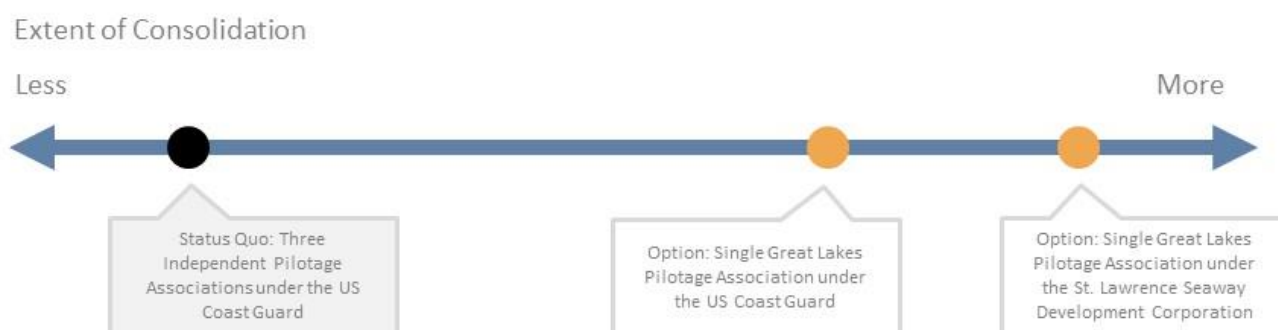 Extent of Consolidation
Less
More
Status Quo: Three
Independent Pilotage
Associations under the US
Coast Guard
Option: Single Great Lakes
Pilotage Association under
the US Coast Guard
Option: Single Great Lakes
Pilotage Association under
the St. Lawrence Seaway
Development Corporation